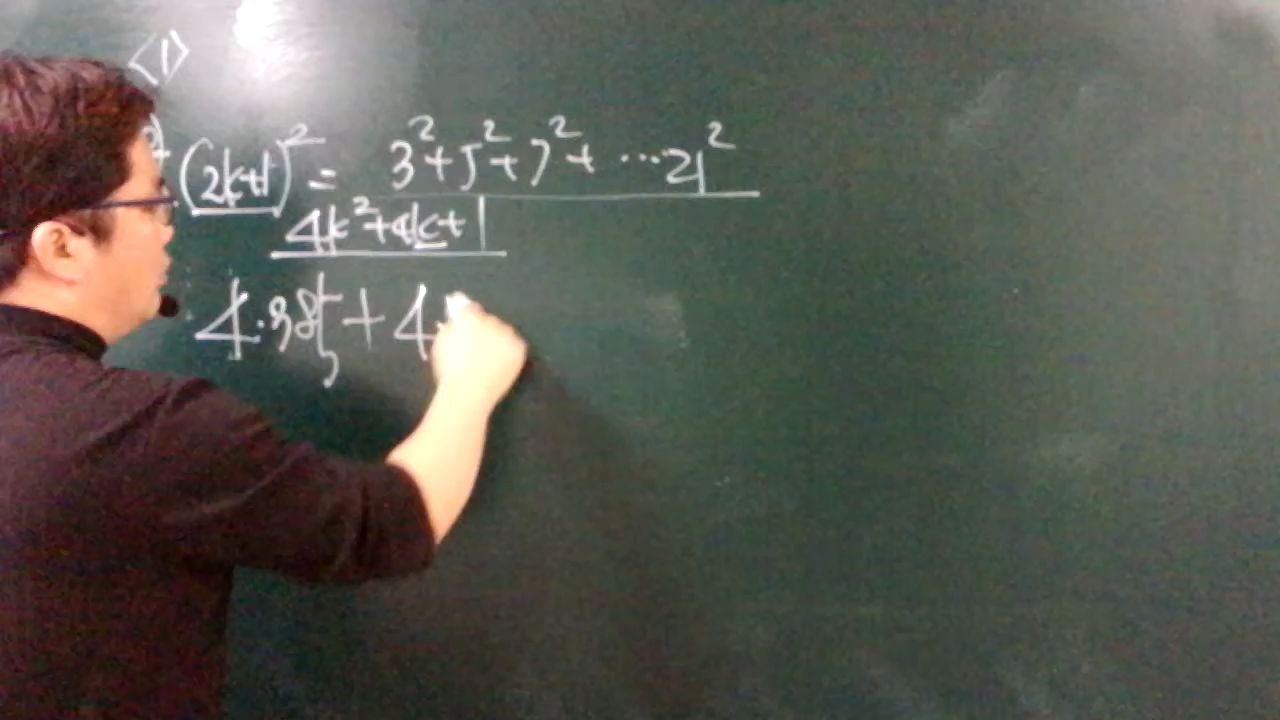 <1>
(2k+1)² = 3²+5²+7²+ ···21²
4k²+4k+1
4·385+4